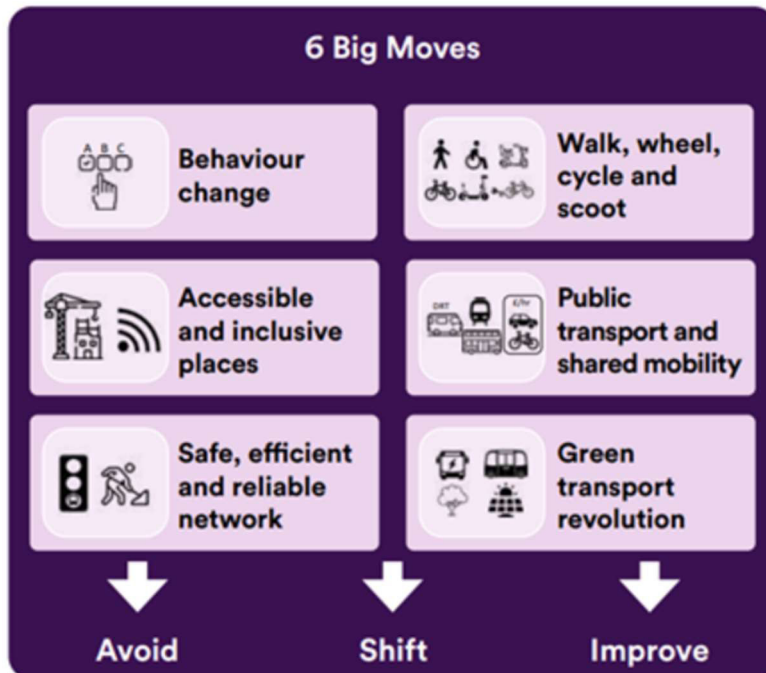 6 Big Moves
A B C
Behaviour
change
Walk, wheel,
cycle and
scoot
Accessible
and inclusive
places
DRT
£/hr
Public
transport and
shared mobility
Safe, efficient
and reliable
network
Green
transport
revolution
Avoid
Shift
Improve